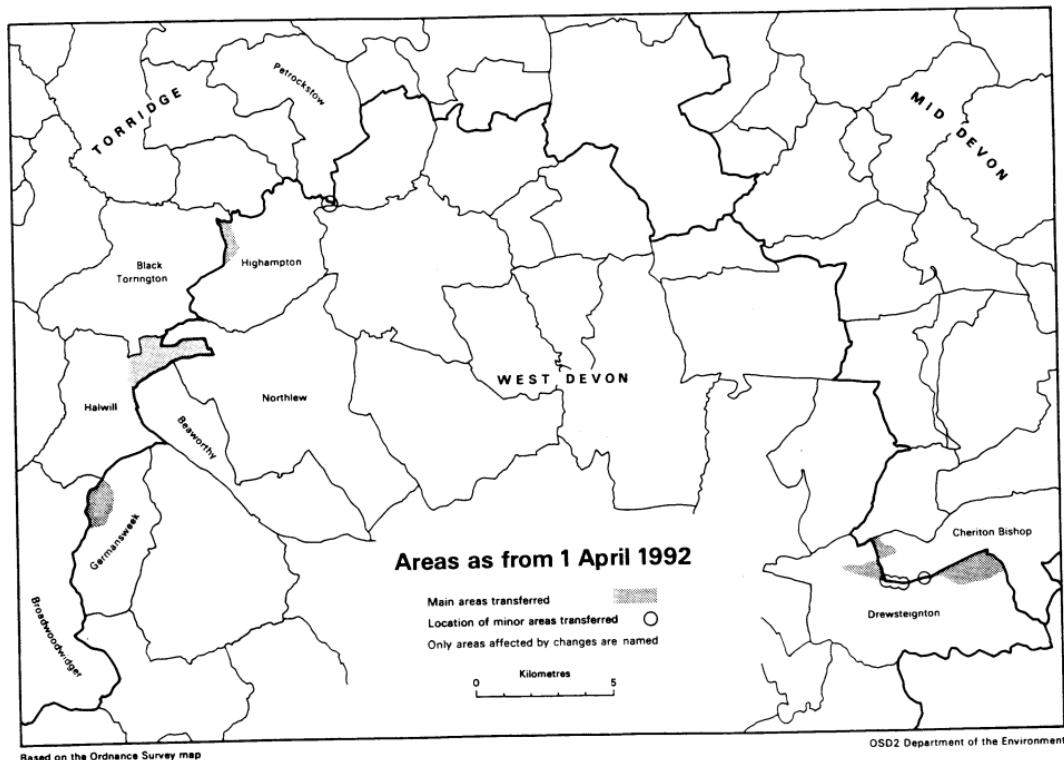 Petrockstow
TORRIDGE
MID DEVON
Black
Torrington
Highampton
WEST DEVON
Halwill
Northlew
Beaworthy
Germansweek
Broadwoodwidger
Cheriton Bishop
Drewsteignton
Areas as from 1 April 1992
Main areas transferred
Location of minor areas transferred
Only areas affected by changes are named
Kilometres
0 5
Based on the Ordnance Survey map
OSD2 Department of the Environment